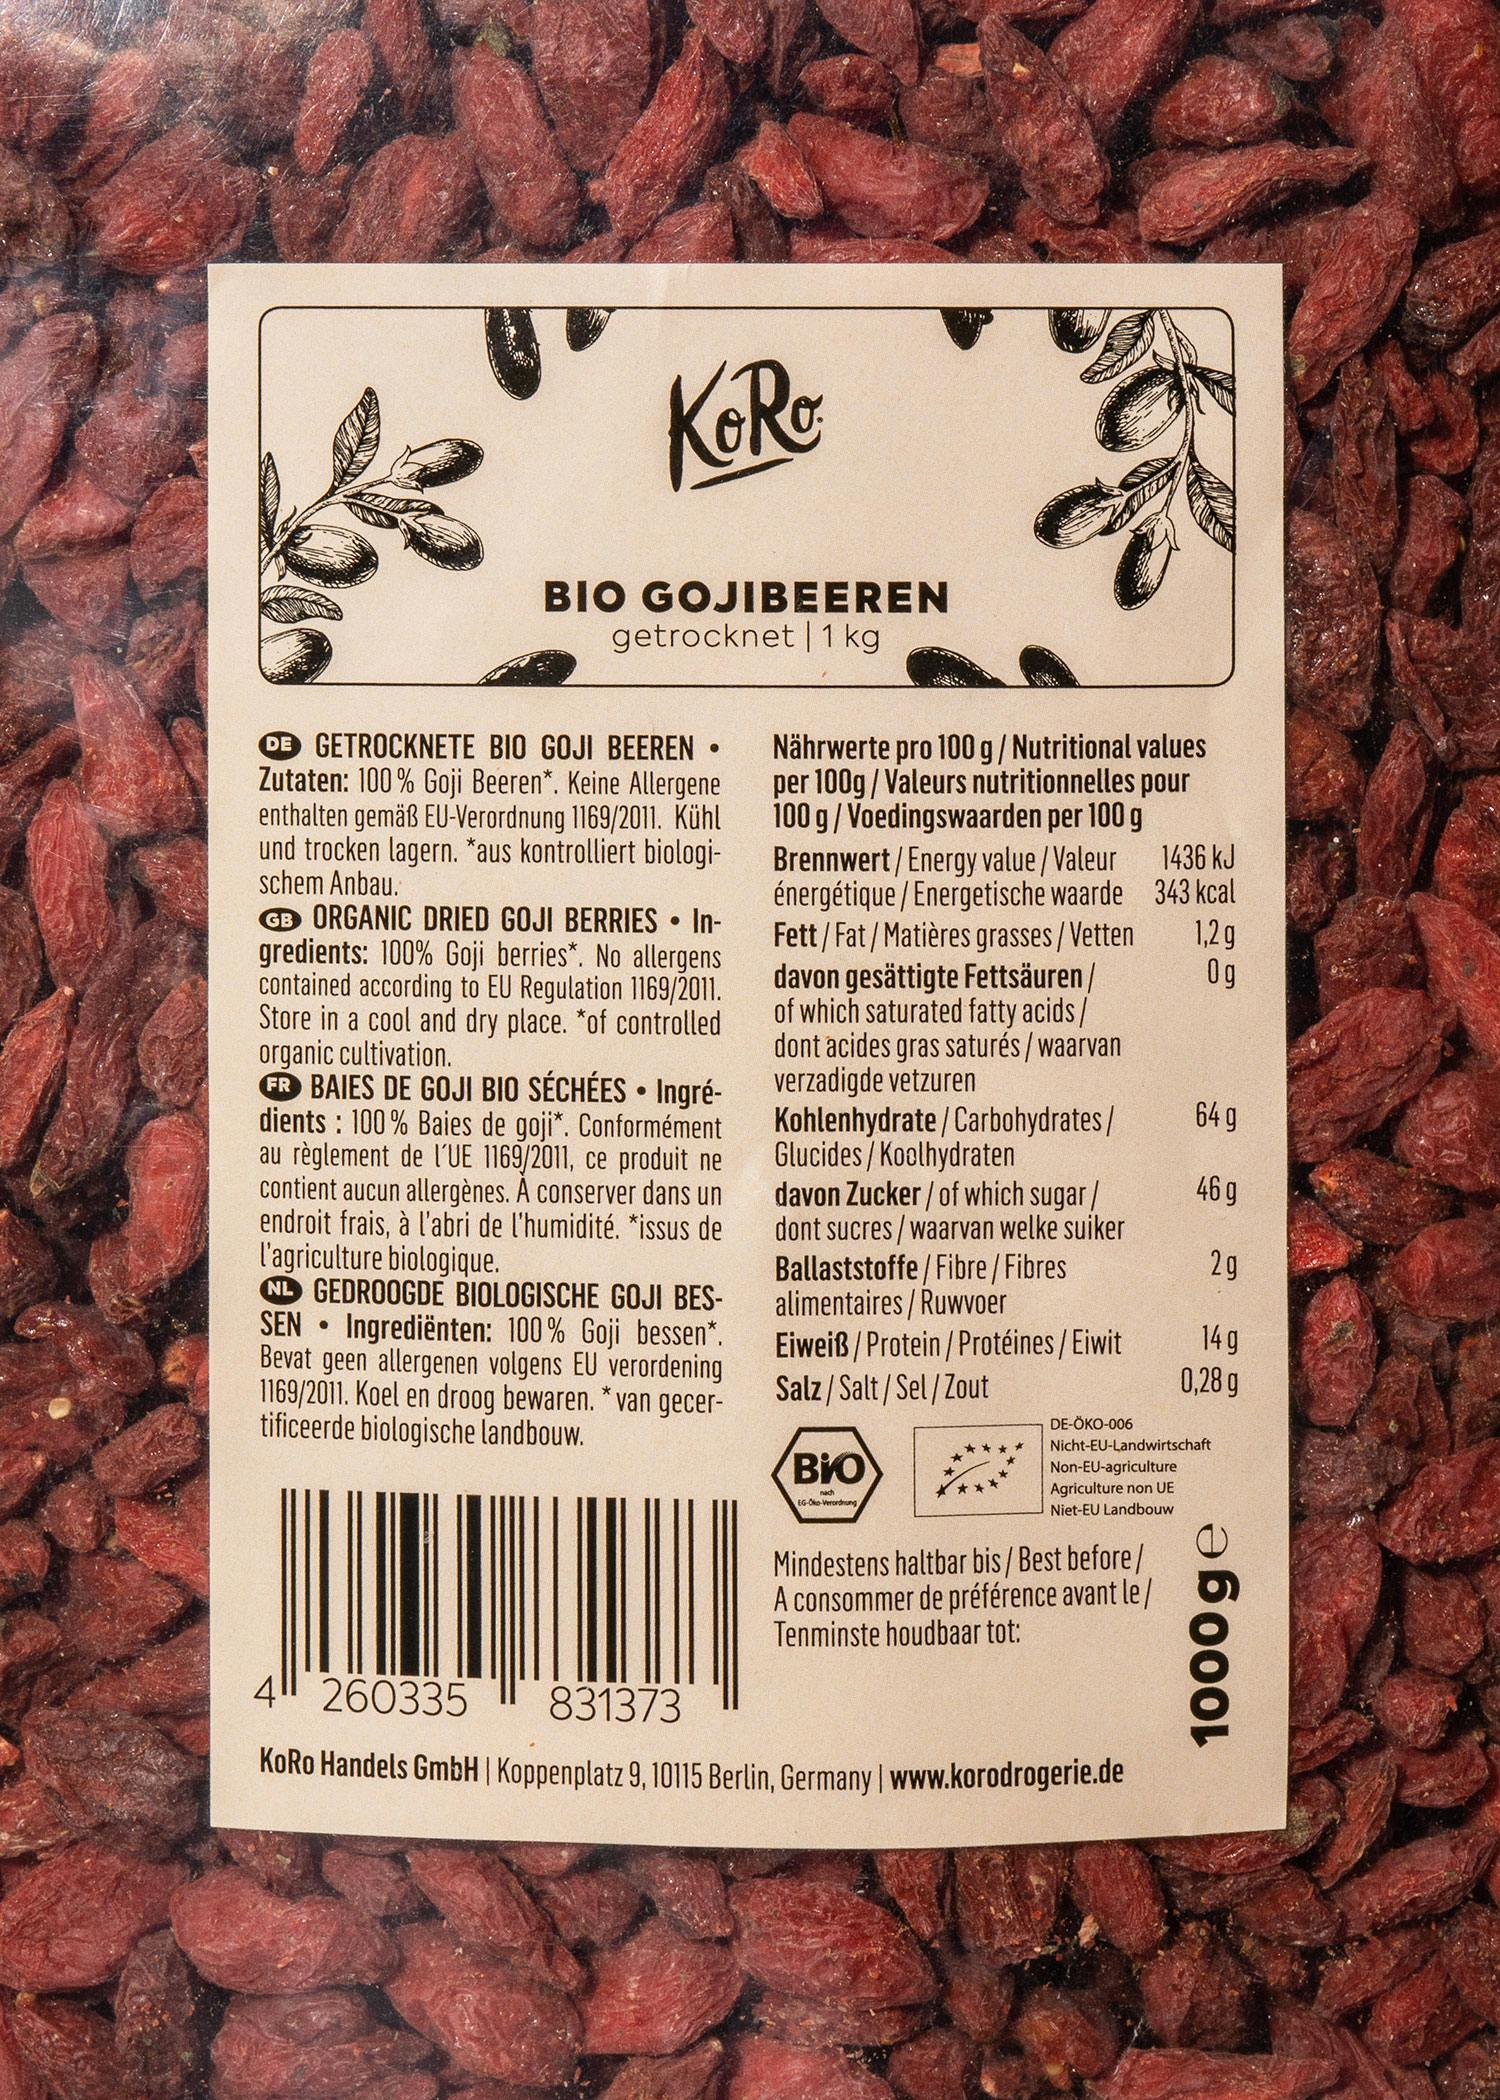 KoRo
BIO GOJIBEEREN
getrocknet | 1 kg
DE GETROCKNETE BIO GOJI BEEREN •
Zutaten: 100 % Goji Beeren*. Keine Allergene
enthalten gemäß EU-Verordnung 1169/2011. Kühl
und trocken lagern. *aus kontrolliert biologi-
schem Anbau.
GB ORGANIC DRIED GOJI BERRIES • In-
gredients: 100% Goji berries*. No allergens
contained according to EU Regulation 1169/2011.
Store in a cool and dry place. *of controlled
organic cultivation.
FR BAIES DE GOJI BIO SÉCHÉES • Ingré-
dients : 100 % Baies de goji*. Conformément
au règlement de l'UE 1169/2011, ce produit ne
contient aucun allergènes. À conserver dans un
endroit frais, à l'abri de l'humidité. *issus de
l'agriculture biologique.
NL GEDROOGDE BIOLOGISCHE GOJI BES-
SEN • Ingrediënten: 100 % Goji bessen*.
Bevat geen allergenen volgens EU verordening
1169/2011. Koel en droog bewaren. * van gecer-
tificeerde biologische landbouw.
4 260335 831373
Nährwerte pro 100 g / Nutritional values
per 100g / Valeurs nutritionnelles pour
100 g / Voedingswaarden per 100 g
Brennwert / Energy value / Valeur 1436 kJ
énergétique / Energetische waarde 343 kcal
Fett / Fat / Matières grasses / Vetten 1,2 g
davon gesättigte Fettsäuren / 0 g
of which saturated fatty acids /
dont acides gras saturés / waarvan
verzadigde vetzuren
Kohlenhydrate / Carbohydrates / 64 g
Glucides / Koolhydraten
davon Zucker / of which sugar / 46 g
dont sucres / waarvan welke suiker
Ballaststoffe / Fibre / Fibres 2 g
alimentaires / Ruwvoer
Eiweiß / Protein / Protéines / Eiwit 14 g
Salz / Salt / Sel / Zout 0,28 g
Bio
nach
EG-Öko-Verordnung
DE-ÖKO-006
Nicht-EU-Landwirtschaft
Non-EU-agriculture
Agriculture non UE
Niet-EU Landbouw
Mindestens haltbar bis / Best before /
A consommer de préférence avant le /
Tenminste houdbaar tot:
1000 g e
KoRo Handels GmbH | Koppenplatz 9, 10115 Berlin, Germany | www.korodrogerie.de